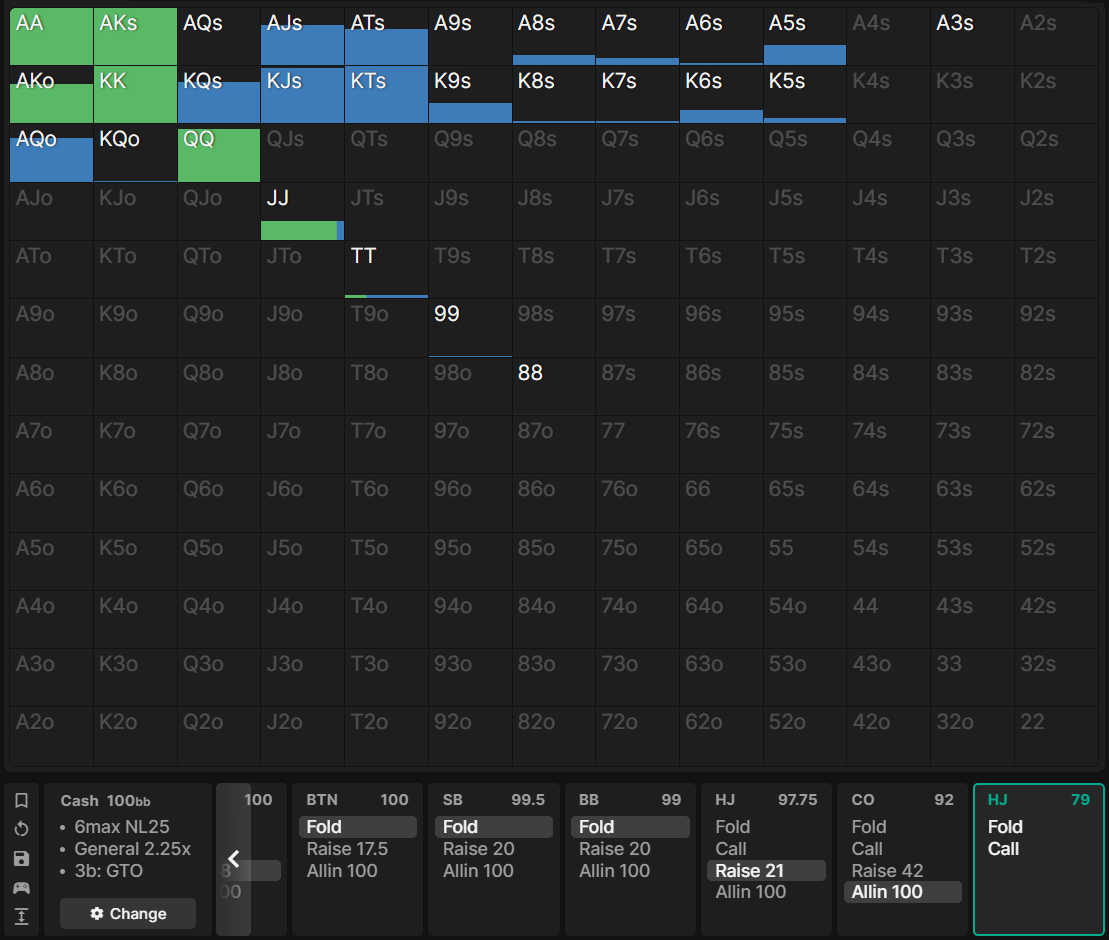 AA AKs AQs AJs ATs A9s A8s A7s A6s A5s A4s A3s A2s
AKo KK KQs KJs KTs K9s K8s K7s K6s K5s K4s K3s K2s
AQo KQo QQ QJs QTs Q9s Q8s Q7s Q6s Q5s Q4s Q3s Q2s
AJo KJo QJo JJ JTs J9s J8s J7s J6s J5s J4s J3s J2s
ATo KTo QTo JTo TT T9s T8s T7s T6s T5s T4s T3s T2s
A9o K9o Q9o J9o T9o 99 98s 97s 96s 95s 94s 93s 92s
A8o K8o Q8o J8o T8o 98o 88 87s 86s 85s 84s 83s 82s
A7o K7o Q7o J7o T7o 97o 87o 77 76s 75s 74s 73s 72s
A6o K6o Q6o J6o T6o 96o 86o 76o 66 65s 64s 63s 62s
A5o K5o Q5o J5o T5o 95o 85o 75o 65o 55 54s 53s 52s
A4o K4o Q4o J4o T4o 94o 84o 74o 64o 54o 44 43s 42s
A3o K3o Q3o J3o T3o 93o 83o 73o 63o 53o 43o 33 32s
A2o K2o Q2o J2o T2o 92o 82o 72o 62o 52o 42o 32o 22
Cash 100bb
• 6max NL25
• General 2.25x
• 3b: GTO
Change
100
8
00
BTN 100
Fold
Raise 17.5
Allin 100
SB 99.5
Fold
Raise 20
Allin 100
BB 99
Fold
Raise 20
Allin 100
HJ 97.75
Fold
Call
Raise 21
Allin 100
CO 92
Fold
Call
Raise 42
Allin 100
HJ 79
Fold
Call